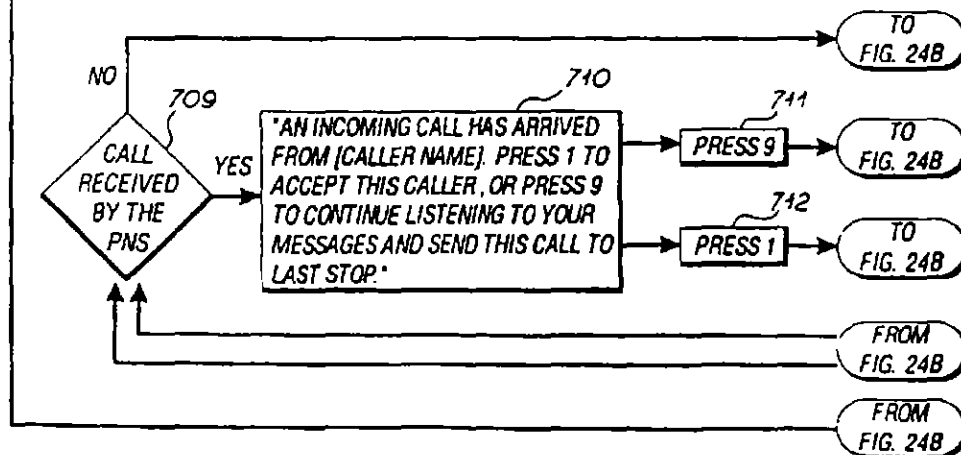 TO
FIG. 24B
NO
709
CALL
RECEIVED
BY THE
PNS
YES
710
"AN INCOMING CALL HAS ARRIVED
FROM [CALLER NAME]. PRESS 1 TO
ACCEPT THIS CALLER, OR PRESS 9
TO CONTINUE LISTENING TO YOUR
MESSAGES AND SEND THIS CALL TO
LAST STOP."
711
PRESS 9
TO
FIG. 24B
712
PRESS 1
TO
FIG. 24B
FROM
FIG. 24B
FROM
FIG. 24B